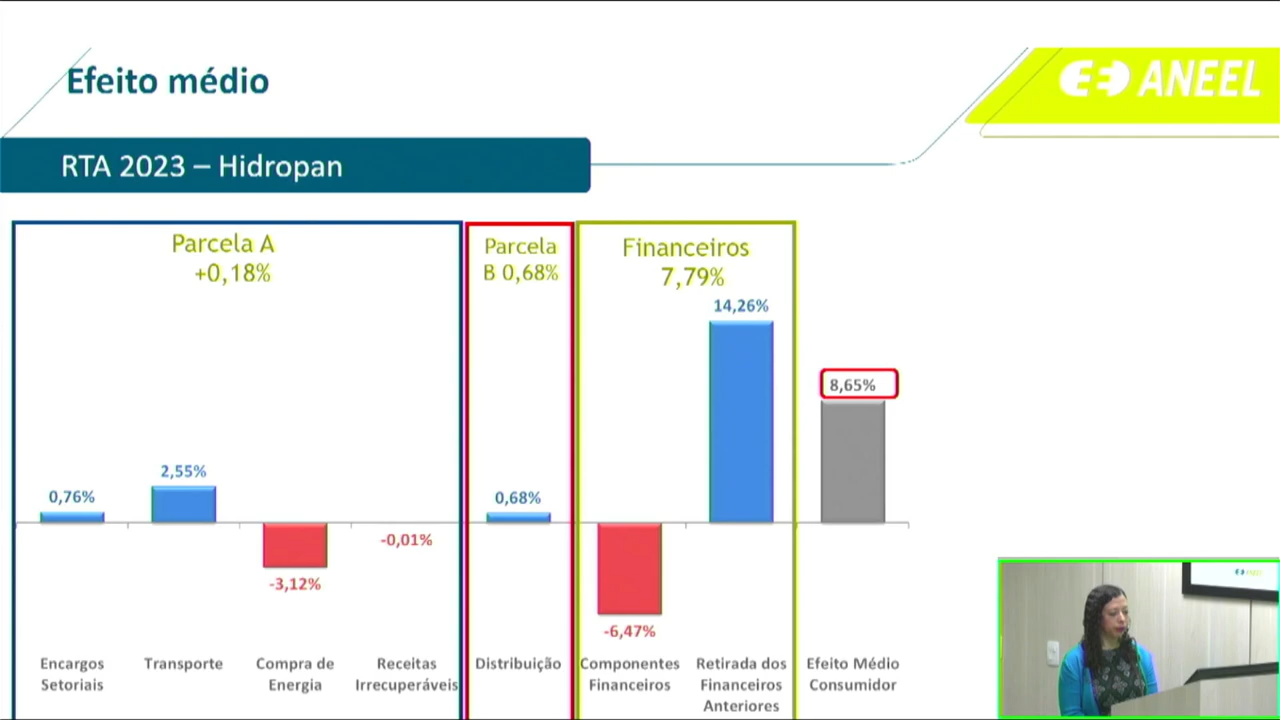 Efeito médio
ANEEL
RTA 2023 – Hidropan
Parcela A
+0,18%
Parcela
B 0,68%
Financeiros
7,79%
14,26%
8,65%
2,55%
0,76%
0,68%
-0,01%
-3,12%
-6,47%
Encargos
Setoriais
Transporte
Compra de
Energia
Receitas
Irrecuperáveis
Distribuição
Componentes
Financeiros
Retirada dos
Financeiros
Anteriores
Efeito Médio
Consumidor
ANEEL